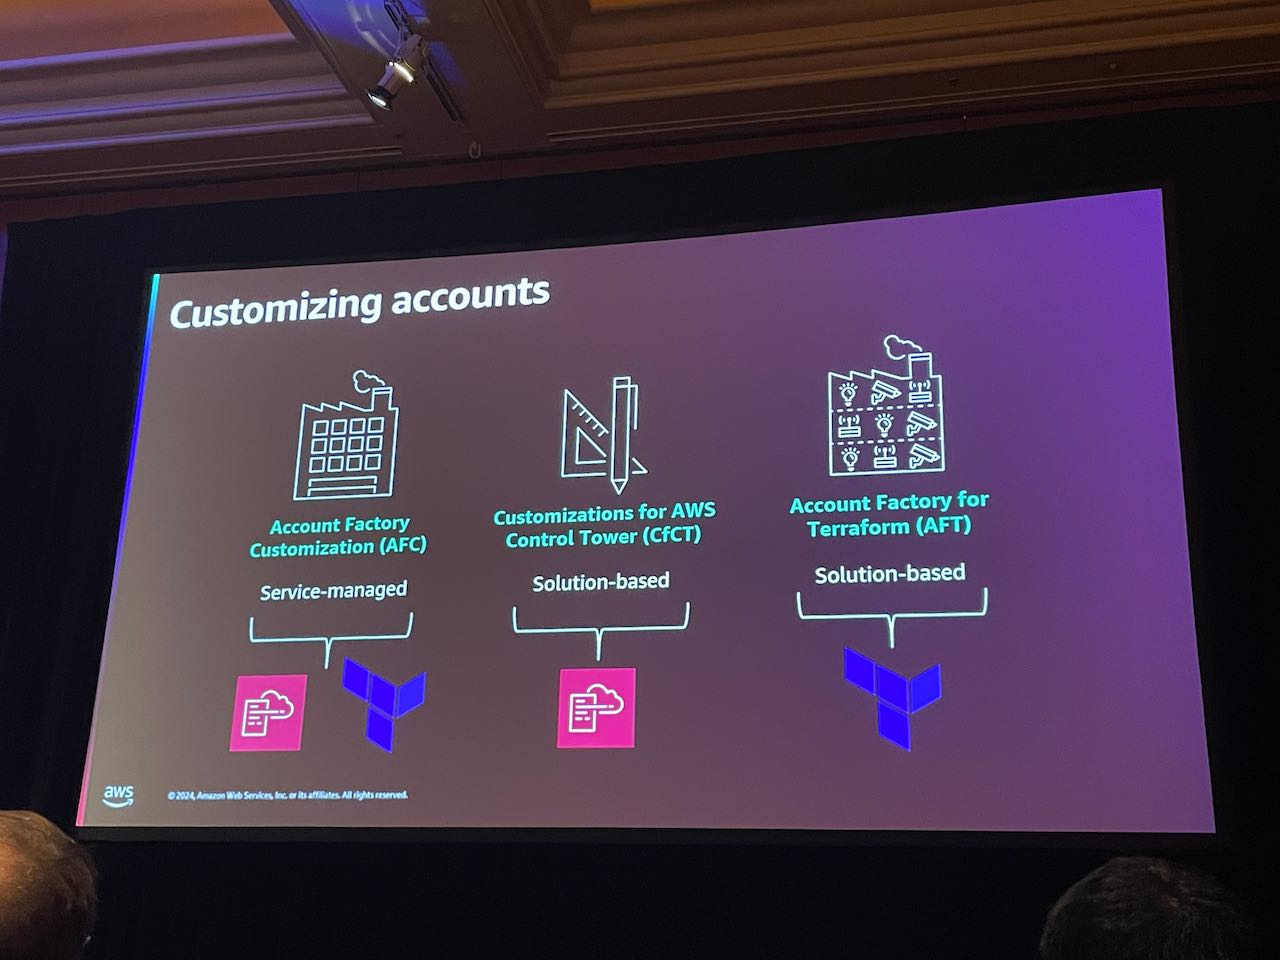 Customizing accounts
Account Factory
Customization (AFC)
Service-managed
Customizations for AWS
Control Tower (CfCT)
Solution-based
Account Factory for
Terraform (AFT)
Solution-based
aws
© 2024, Amazon Web Services, Inc. or its affiliates. All rights reserved.